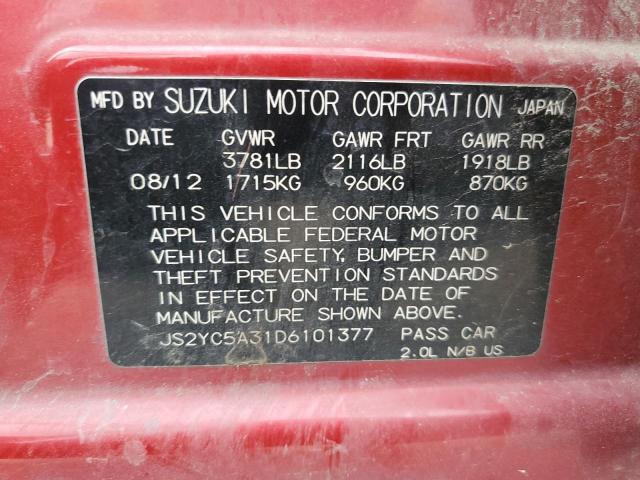 MFD BY SUZUKI MOTOR CORPORATION JAPAN
DATE GVWR GAWR FRT GAWR RR
3781LB 2116LB 1918LB
08/12 1715KG 960KG 870KG
THIS VEHICLE CONFORMS TO ALL
APPLICABLE FEDERAL MOTOR
VEHICLE SAFETY, BUMPER AND
THEFT PREVENTION STANDARDS
IN EFFECT ON THE DATE OF
MANUFACTURE SHOWN ABOVE.
JS2YC5A31D6101377 PASS CAR
2.0L N/B US